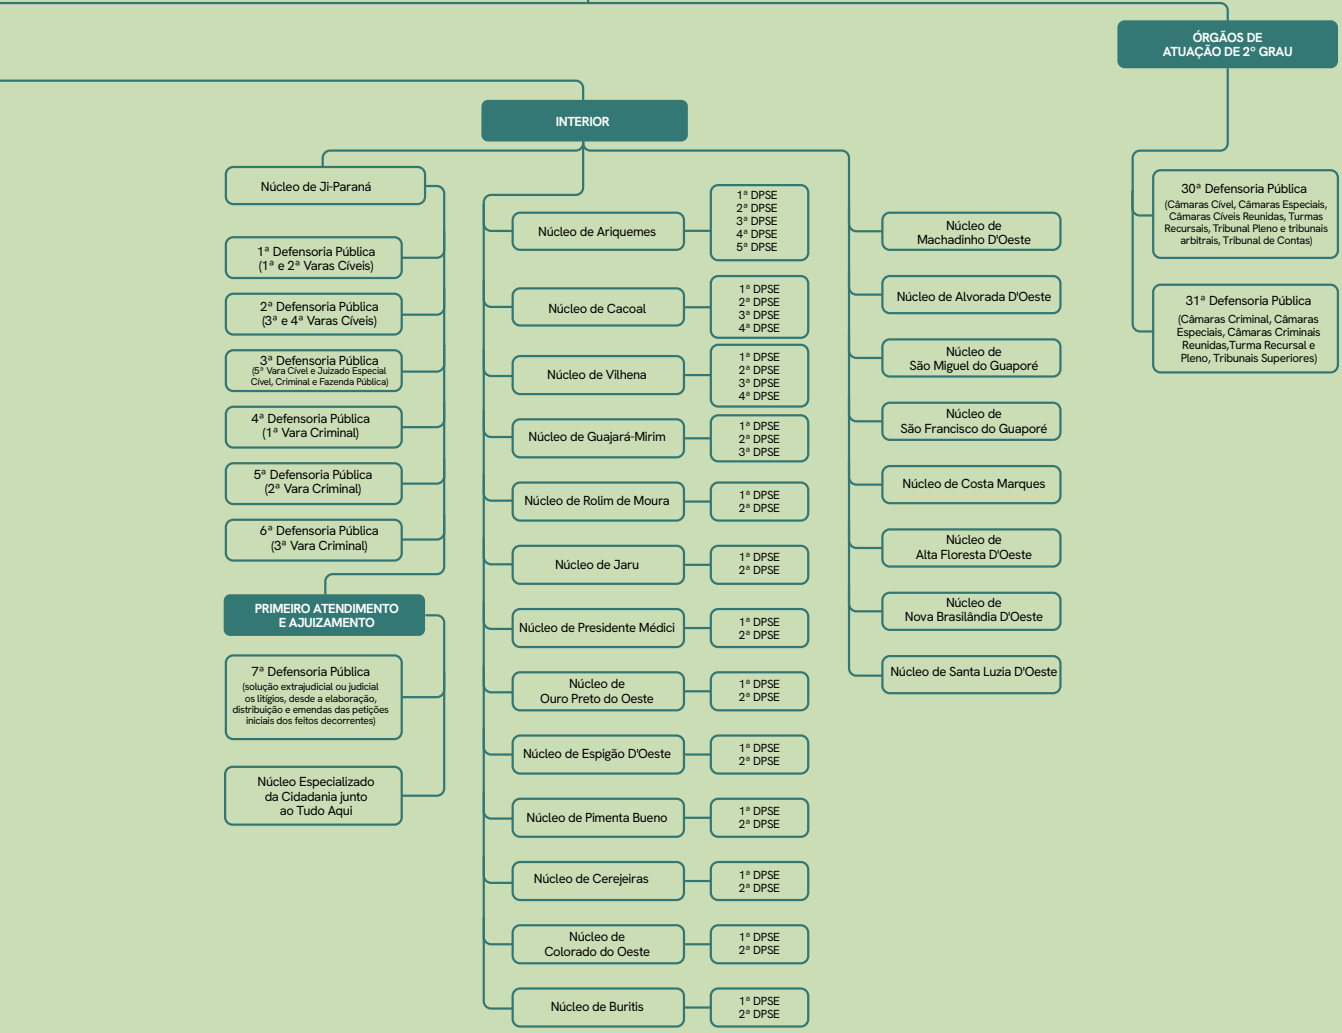 ÓRGÃOS DE
ATUAÇÃO DE 2º GRAU
INTERIOR
Núcleo de Ji-Paraná
1ª Defensoria Pública
(1ª e 2ª Varas Cíveis)
2ª Defensoria Pública
(3ª e 4ª Varas Cíveis)
3ª Defensoria Pública
(5ª Vara Cível e Juizado Especial
Cível, Criminal e Fazenda Pública)
4ª Defensoria Pública
(1ª Vara Criminal)
5ª Defensoria Pública
(2ª Vara Criminal)
6ª Defensoria Pública
(3ª Vara Criminal)
PRIMEIRO ATENDIMENTO
E AJUIZAMENTO
7ª Defensoria Pública
(solução extrajudicial ou judicial
os litígios, desde a elaboração,
distribuição e emendas das petições
iniciais dos feitos decorrentes)
Núcleo Especializado
da Cidadania junto
ao Tudo Aqui
Núcleo de Ariquemes
1ª DPSE
2ª DPSE
3ª DPSE
4ª DPSE
5ª DPSE
Núcleo de Cacoal
1ª DPSE
2ª DPSE
3ª DPSE
4ª DPSE
Núcleo de Vilhena
1ª DPSE
2ª DPSE
3ª DPSE
4ª DPSE
Núcleo de Guajará-Mirim
1ª DPSE
2ª DPSE
3ª DPSE
Núcleo de Rolim de Moura
1ª DPSE
2ª DPSE
Núcleo de Jaru
1ª DPSE
2ª DPSE
Núcleo de Presidente Médici
1ª DPSE
2ª DPSE
Núcleo de
Ouro Preto do Oeste
1ª DPSE
2ª DPSE
Núcleo de Espigão D'Oeste
1ª DPSE
2ª DPSE
Núcleo de Pimenta Bueno
1ª DPSE
2ª DPSE
Núcleo de Cerejeiras
1ª DPSE
2ª DPSE
Núcleo de
Colorado do Oeste
1ª DPSE
2ª DPSE
Núcleo de Buritis
1ª DPSE
2ª DPSE
Núcleo de
Machadinho D'Oeste
Núcleo de Alvorada D'Oeste
Núcleo de
São Miguel do Guaporé
Núcleo de
São Francisco do Guaporé
Núcleo de Costa Marques
Núcleo de
Alta Floresta D'Oeste
Núcleo de
Nova Brasilândia D'Oeste
Núcleo de Santa Luzia D'Oeste
30ª Defensoria Pública
(Câmaras Cível, Câmaras Especiais,
Câmaras Cíveis Reunidas, Turmas
Recursais, Tribunal Pleno e tribunais
arbitrais, Tribunal de Contas)
31ª Defensoria Pública
(Câmaras Criminal, Câmaras
Especiais, Câmaras Criminais
Reunidas,Turma Recursal e
Pleno, Tribunais Superiores)